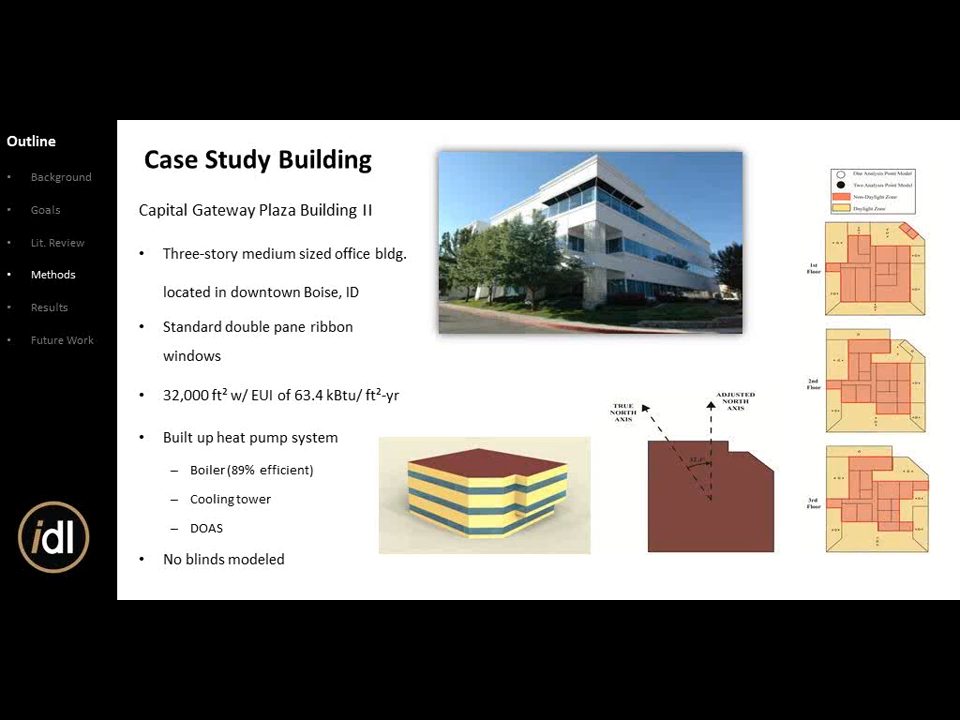 Outline
• Background
• Goals
• Lit. Review
• Methods
• Results
• Future Work
idl
Case Study Building
Capital Gateway Plaza Building II
• Three-story medium sized office bldg.
located in downtown Boise, ID
• Standard double pane ribbon
windows
• 32,000 ft² w/ EUI of 63.4 kBtu/ ft²-yr
• Built up heat pump system
– Boiler (89% efficient)
– Cooling tower
– DOAS
• No blinds modeled
TRUE
NORTH
AXIS
ADJUSTED
NORTH
AXIS
One Analysis Point Model
Two Analysis Point Model
Non-Daylight Zone
Daylight Zone
1st
Floor
2nd
Floor
3rd
Floor